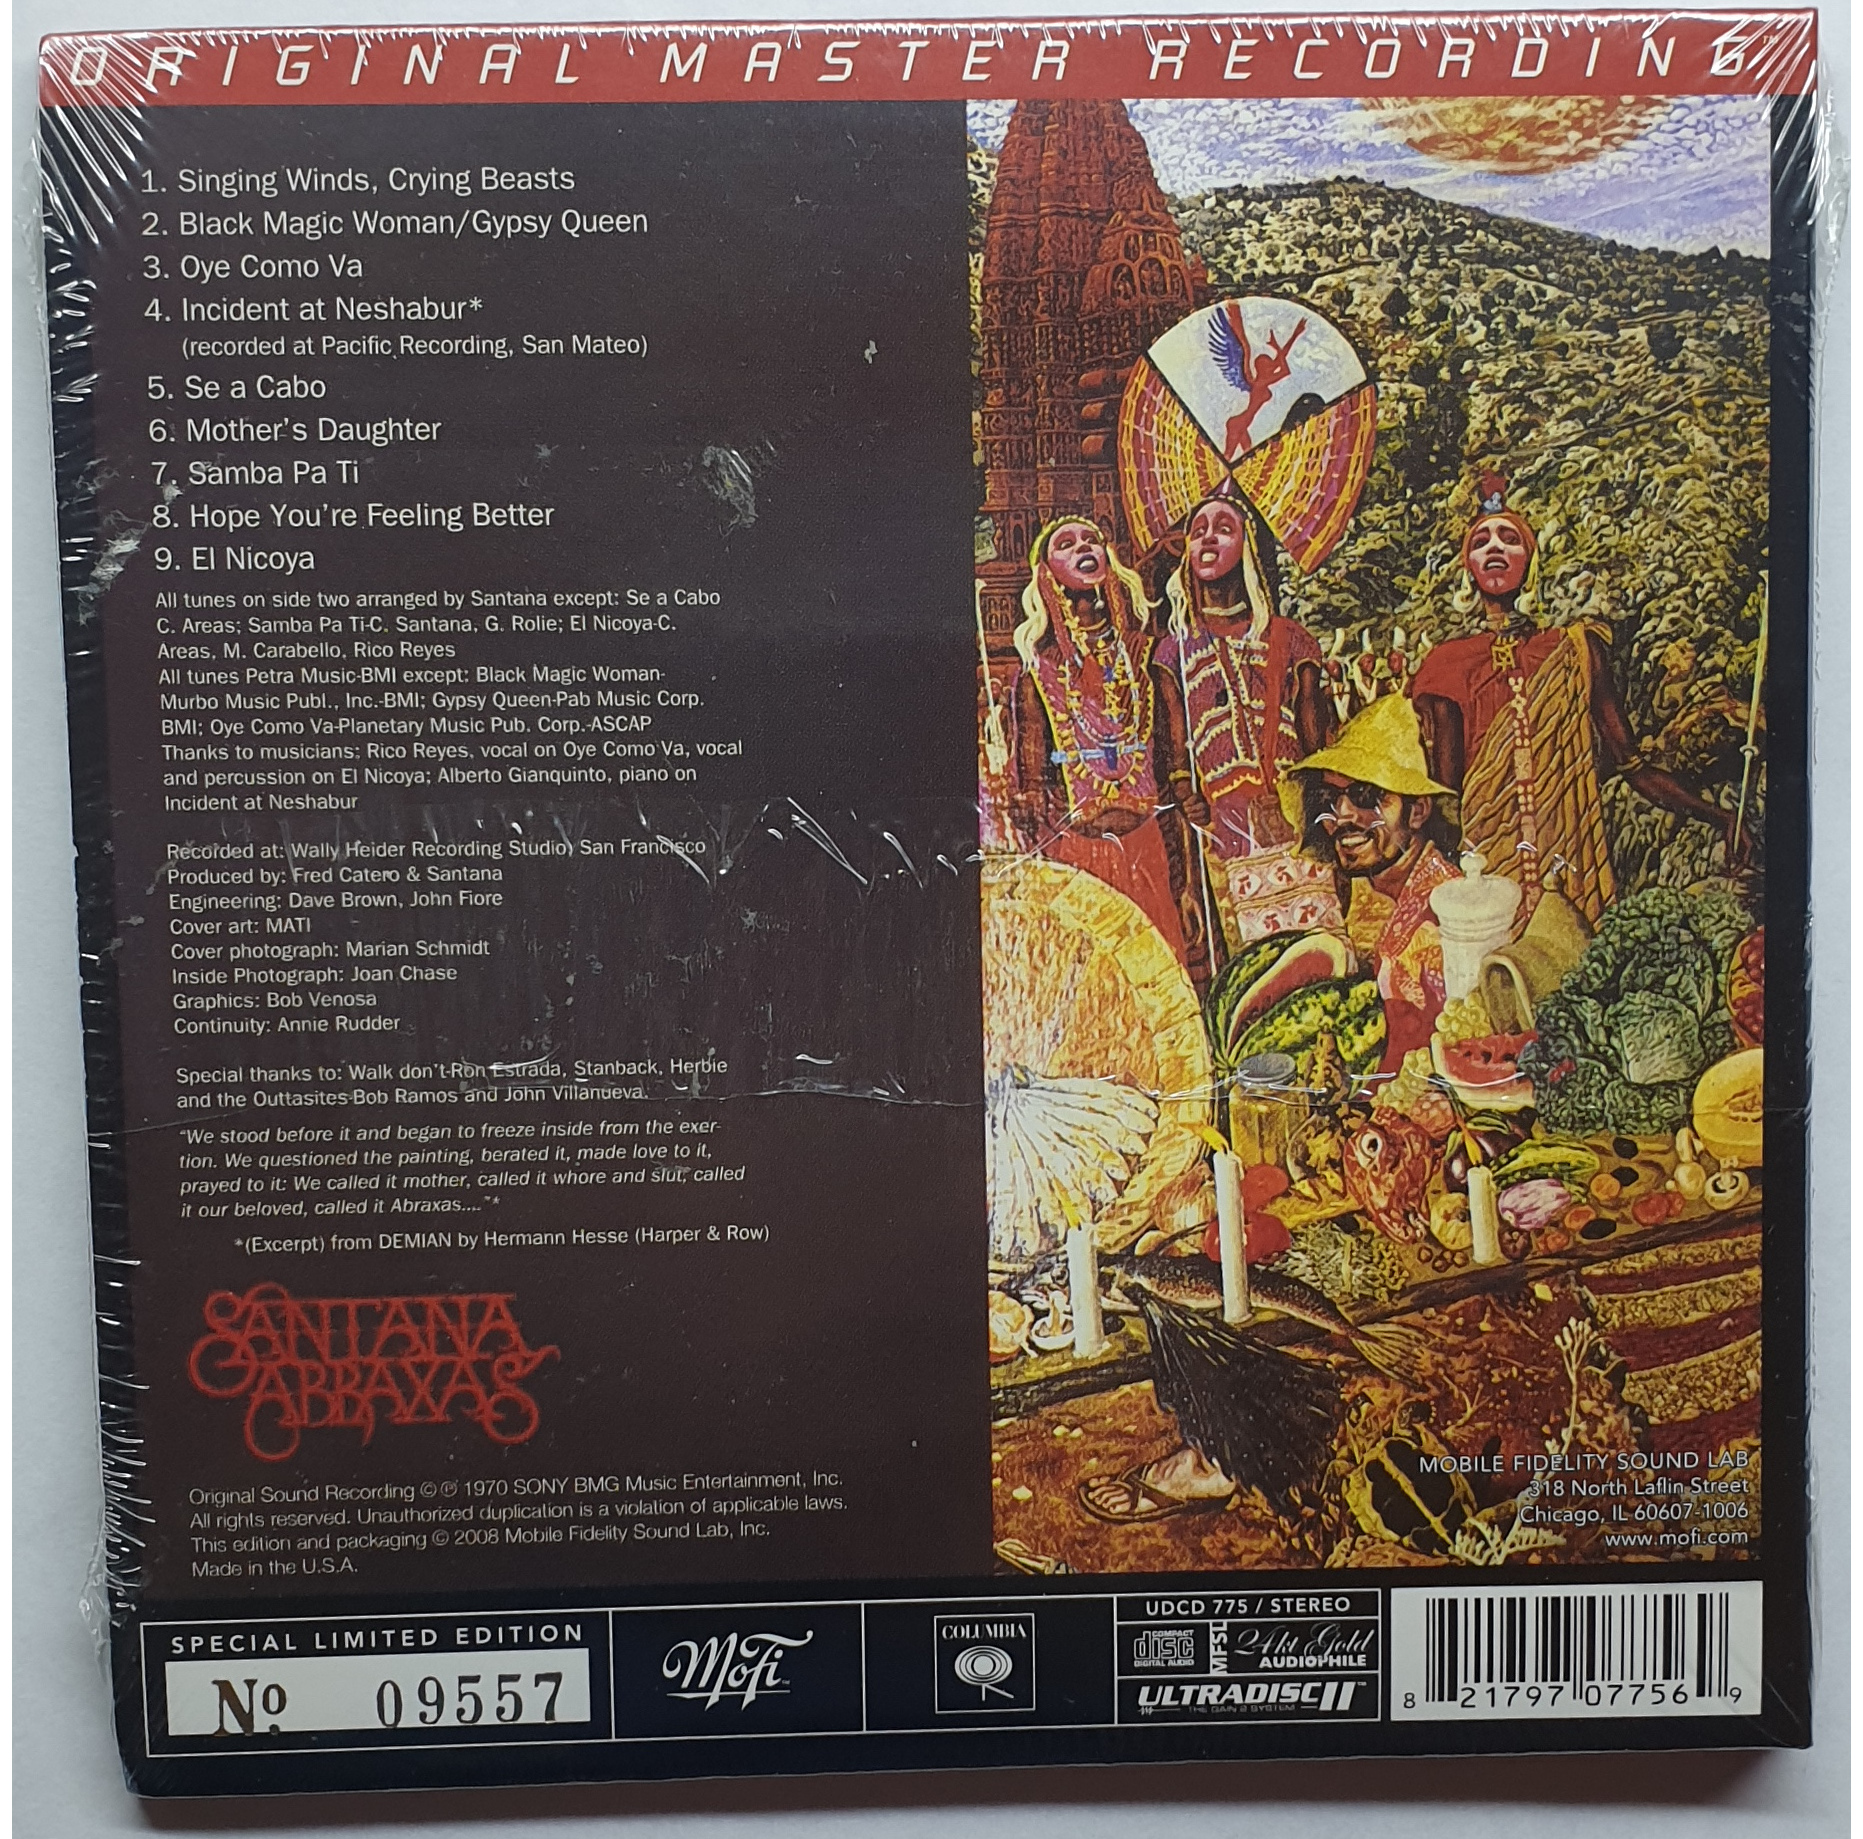 ORIGINAL MASTER RECORDING™
1. Singing Winds, Crying Beasts
2. Black Magic Woman/Gypsy Queen
3. Oye Como Va
4. Incident at Neshabur*
(recorded at Pacific Recording, San Mateo)
5. Se a Cabo
6. Mother's Daughter
7. Samba Pa Ti
8. Hope You're Feeling Better
9. El Nicoya
All tunes on side two arranged by Santana except: Se a Cabo
C. Areas; Samba Pa Ti-C. Santana, G. Rolie; El Nicoya-C.
Areas, M. Carabello, Rico Reyes
All tunes Petra Music-BMI except: Black Magic Woman-
Murbo Music Publ., Inc.-BMI; Gypsy Queen-Pab Music Corp.
BMI; Oye Como Va-Planetary Music Pub. Corp.-ASCAP
Thanks to musicians: Rico Reyes, vocal on Oye Como Va, vocal
and percussion on El Nicoya; Alberto Gianquinto, piano on
Incident at Neshabur
Recorded at: Wally Heider Recording Studio, San Francisco
Produced by: Fred Catero & Santana
Engineering: Dave Brown, John Fiore
Cover art: MATI
Cover photograph: Marian Schmidt
Inside Photograph: Joan Chase
Graphics: Bob Venosa
Continuity: Annie Rudder
Special thanks to: Walk don't-Ron Estrada, Stanback, Herbie
and the Outtasites-Bob Ramos and John Villanueva.
"We stood before it and began to freeze inside from the exer-
tion. We questioned the painting, berated it, made love to it,
prayed to it: We called it mother, called it whore and slut, called
it our beloved, called it Abraxas...."*
*(Excerpt) from DEMIAN by Hermann Hesse (Harper & Row)
SANTANA
ABRAXAS
Original Sound Recording © ℗ 1970 SONY BMG Music Entertainment, Inc.
All rights reserved. Unauthorized duplication is a violation of applicable laws.
This edition and packaging © 2008 Mobile Fidelity Sound Lab, Inc.
Made in the U.S.A.
MOBILE FIDELITY SOUND LAB
318 North Laflin Street
Chicago, IL 60607-1006
www.mofi.com
SPECIAL LIMITED EDITION
No. 09557
MoFi™
COLUMBIA
UDCD 775 / STEREO
COMPACT
disc
DIGITAL AUDIO
MFSL
24kt Gold
AUDIOPHILE
ULTRADISC II™
THE GAIN 2 SYSTEM
8 21797 07756 9